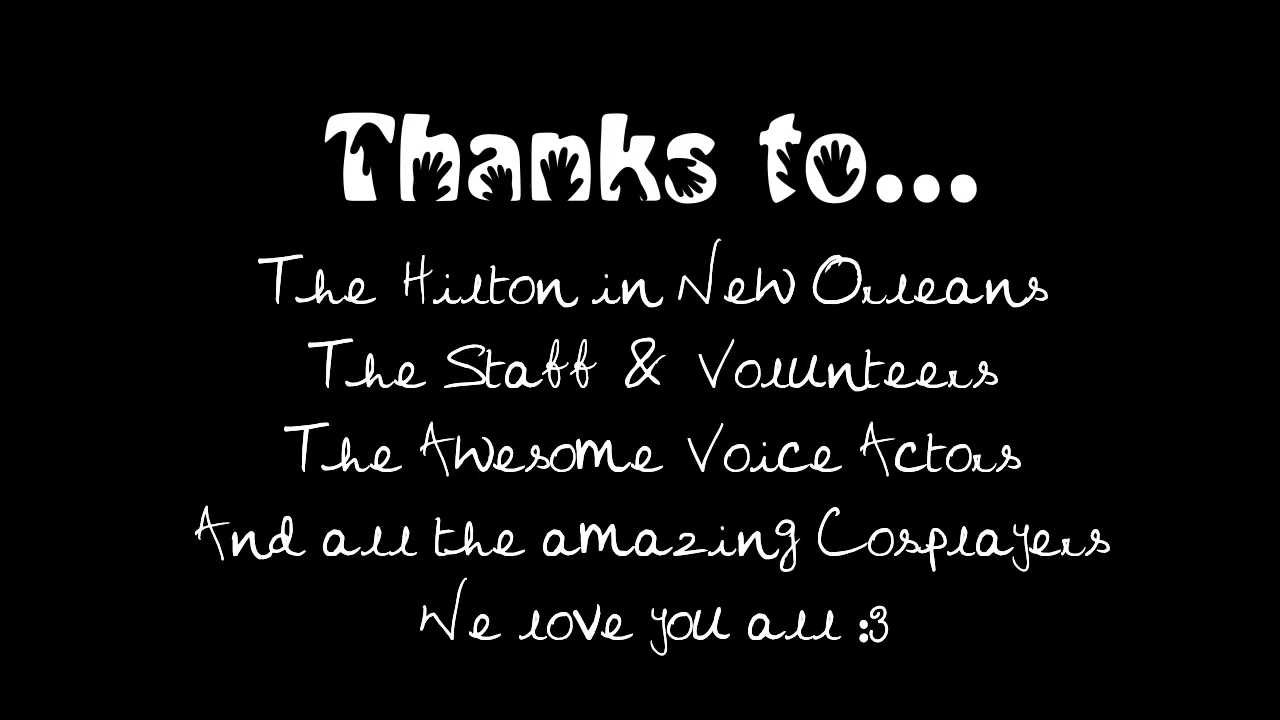 Thanks to...
The Hilton in New Orleans
The Staff & Volunteers
The Awesome Voice Actors
And all the amazing Cosplayers
We love you all :3